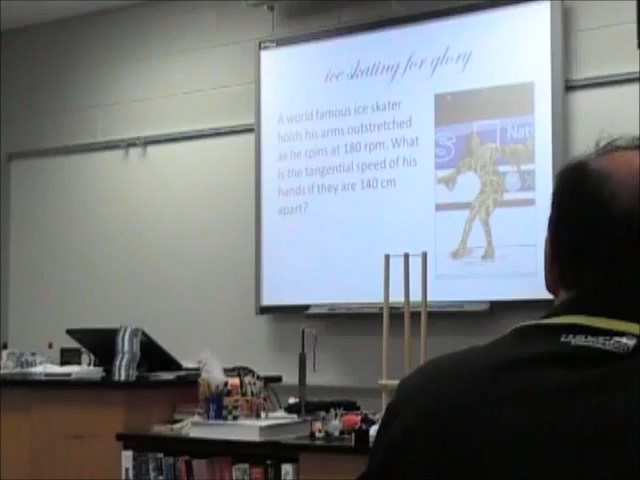 ice skating for glory
A world famous ice skater
holds his arms outstretched
as he spins at 180 rpm. What
is the tangential speed of his
hands if they are 140 cm
apart?
S
Nati